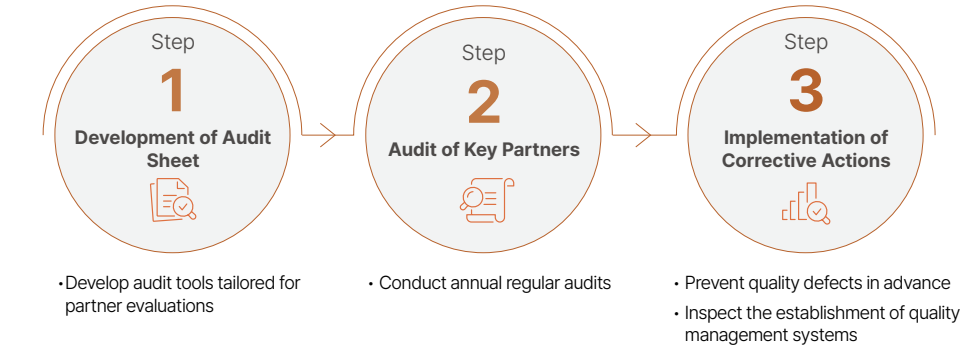 Step
1
Development of Audit
Sheet
•Develop audit tools tailored for
partner evaluations
Step
2
Audit of Key Partners
• Conduct annual regular audits
Step
3
Implementation of
Corrective Actions
• Prevent quality defects in advance
• Inspect the establishment of quality
management systems